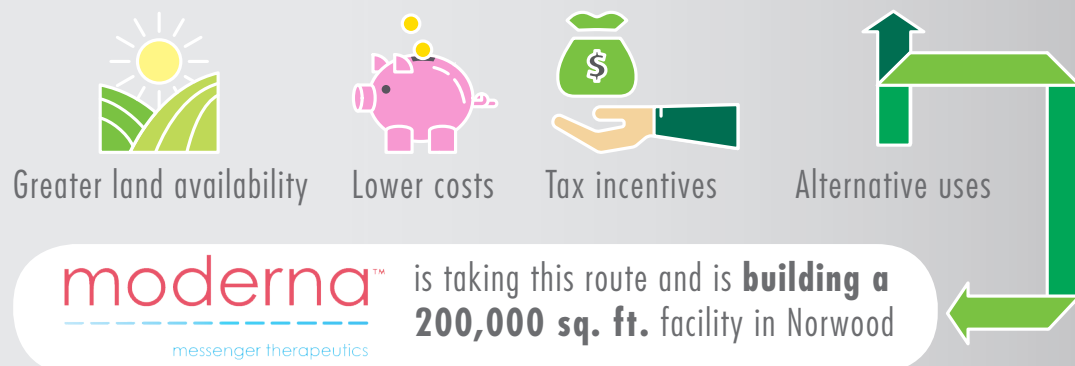 $
Greater land availability
Lower costs
Tax incentives
Alternative uses
moderna™
messenger therapeutics
is taking this route and is building a
200,000 sq. ft. facility in Norwood